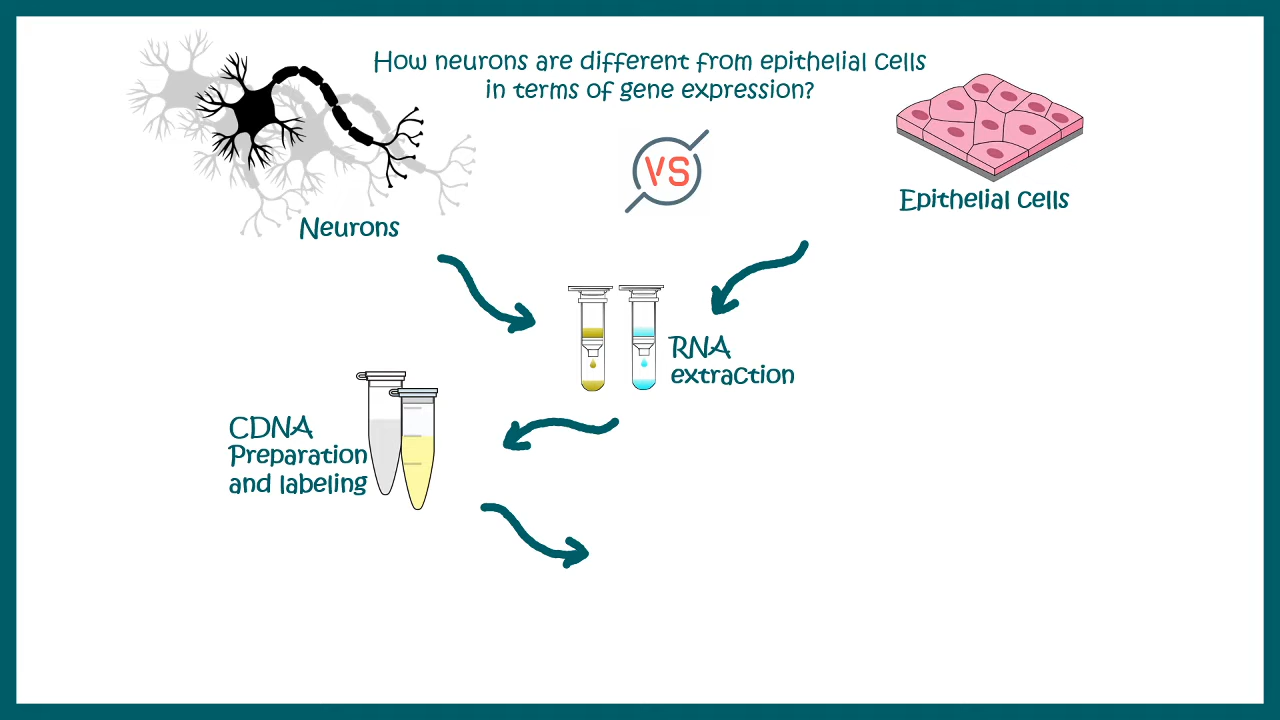 How neurons are different from epithelial cells
in terms of gene expression?
VS
Neurons
Epithelial cells
RNA
extraction
CDNA
Preparation
and labeling